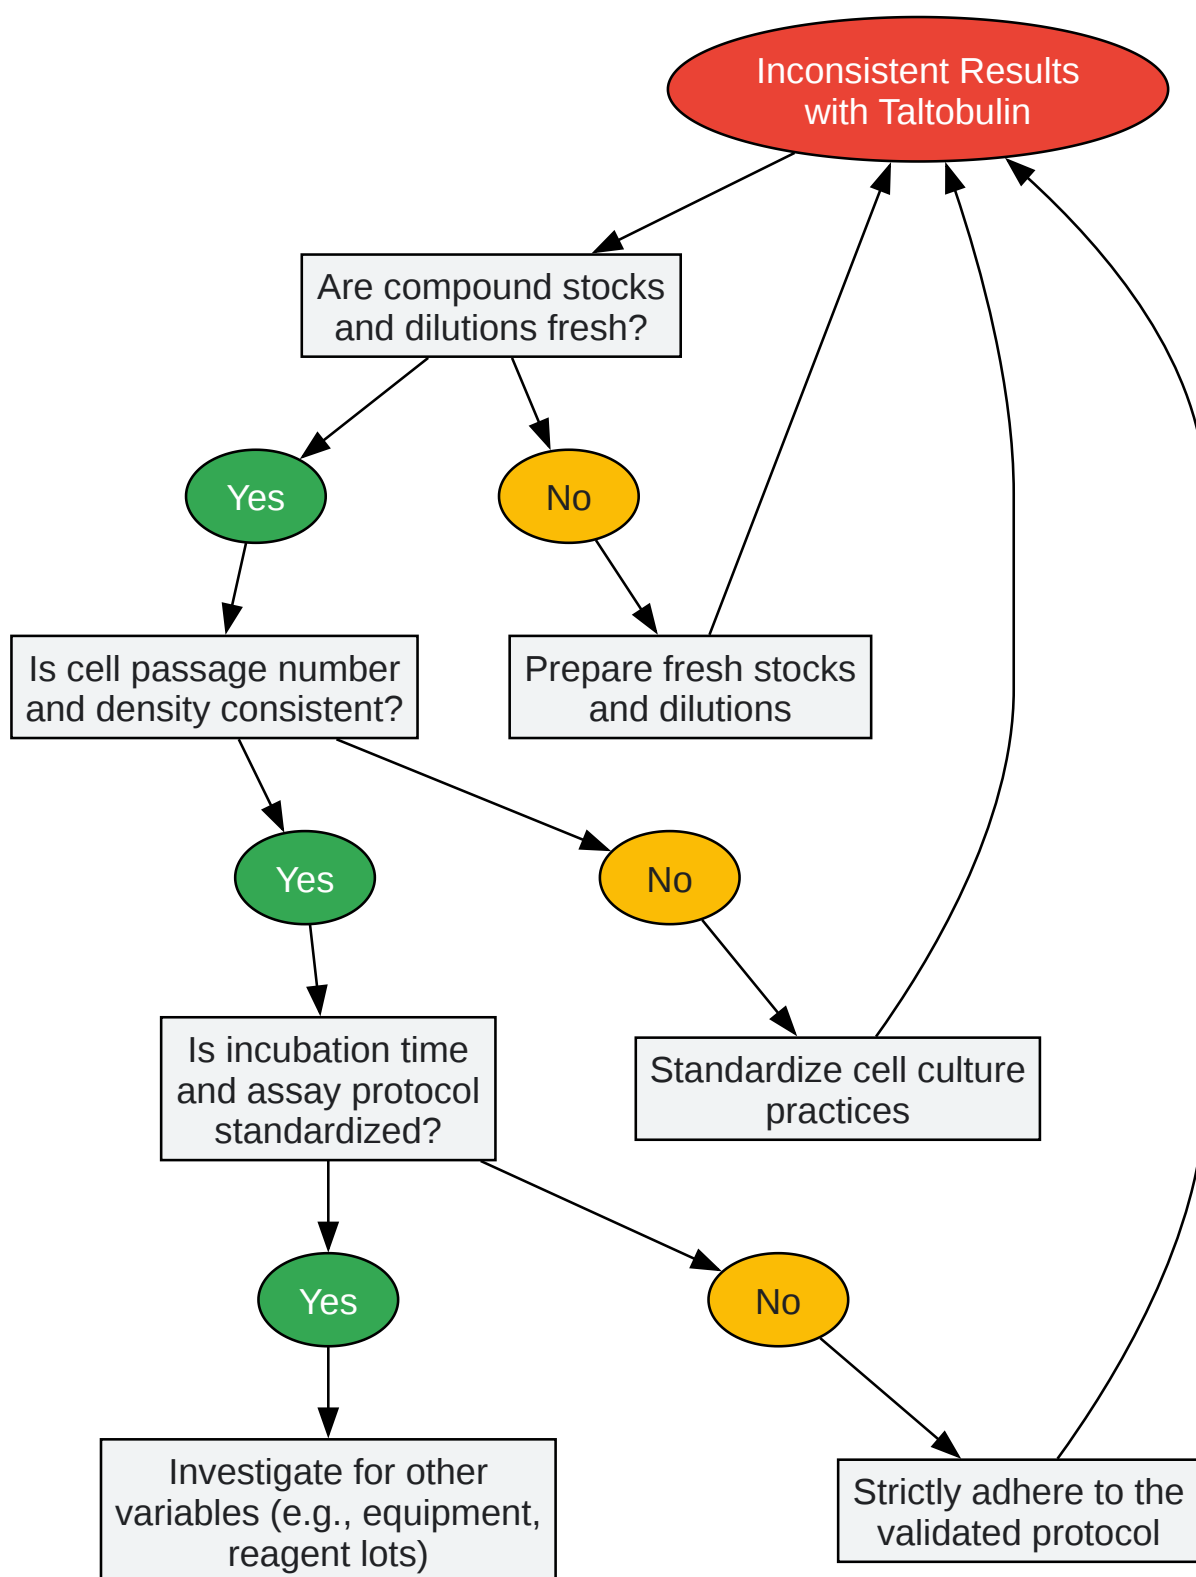 Inconsistent Results
with Taltobulin
Are compound stocks
and dilutions fresh?
Yes
No
Is cell passage number
and density consistent?
Prepare fresh stocks
and dilutions
Yes
No
Is incubation time
and assay protocol
standardized?
Standardize cell culture
practices
Yes
No
Investigate for other
variables (e.g., equipment,
reagent lots)
Strictly adhere to the
validated protocol